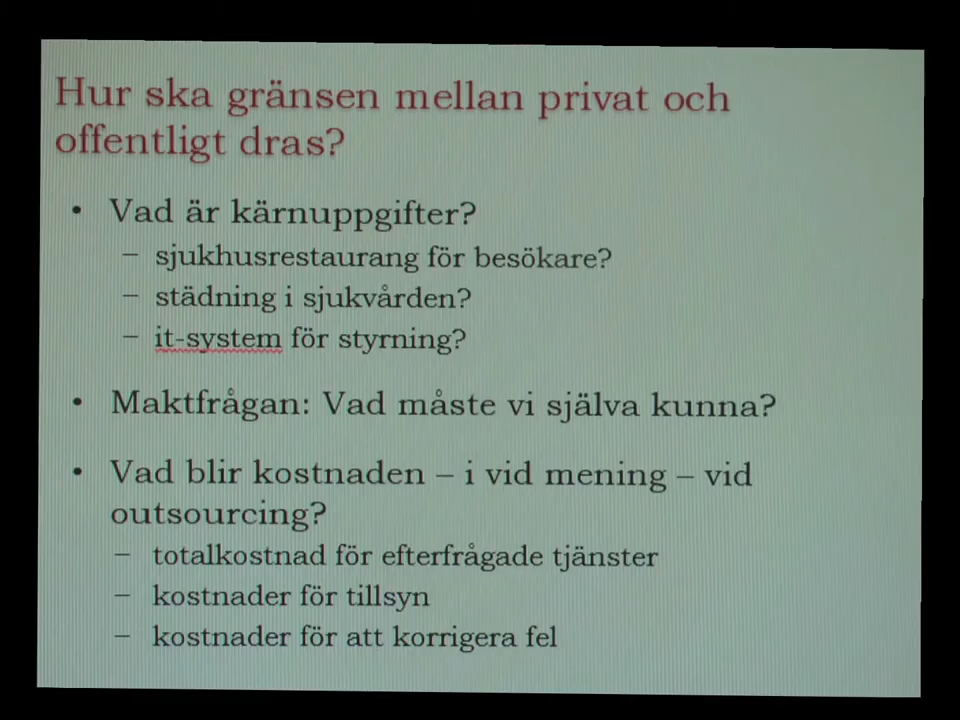 Hur ska gränsen mellan privat och
offentligt dras?
• Vad är kärnuppgifter?
– sjukhusrestaurang för besökare?
– städning i sjukvården?
– it-system för styrning?
• Maktfrågan: Vad måste vi själva kunna?
• Vad blir kostnaden – i vid mening – vid
outsourcing?
– totalkostnad för efterfrågade tjänster
– kostnader för tillsyn
– kostnader för att korrigera fel